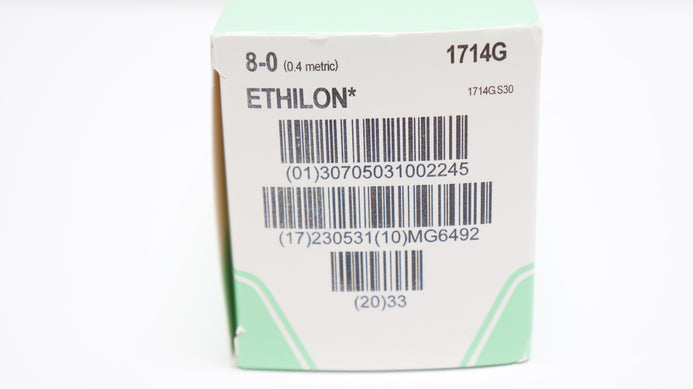 8-0 (0.4 metric) 1714G
ETHILON* 1714G.S30
(01)30705031002245
(17)230531(10)MG6492
(20)33